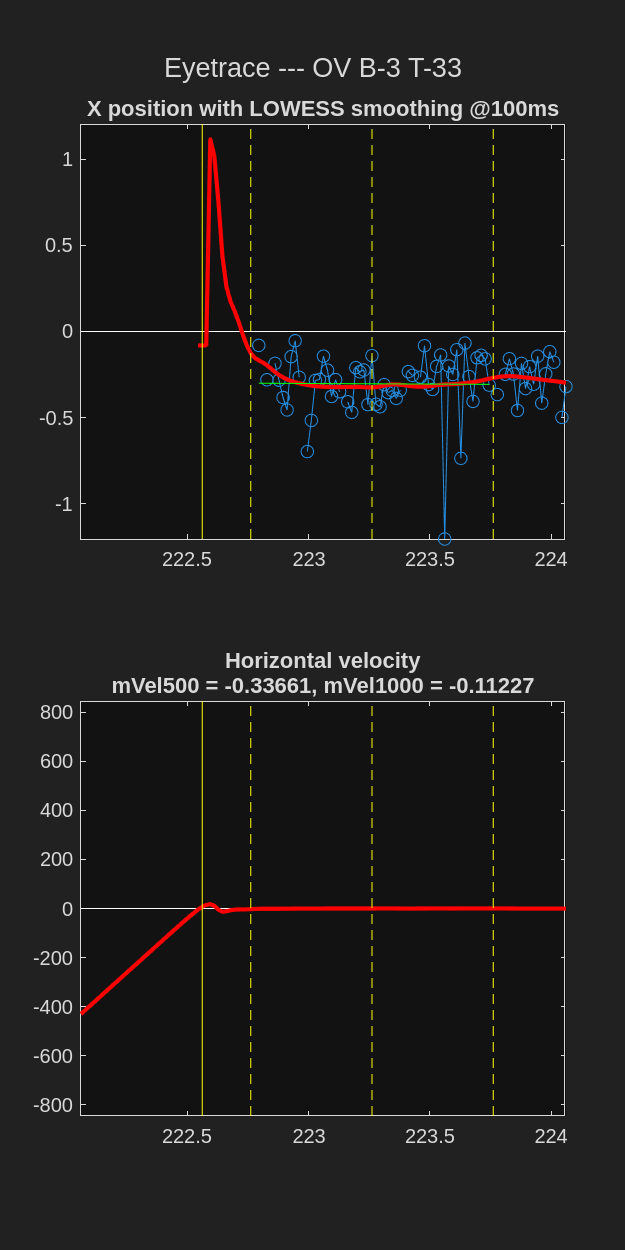 Eyetrace --- OV B-3 T-33
X position with LOWESS smoothing @100ms
1
0.5
0
-0.5
-1
222.5 223 223.5 224
Horizontal velocity
mVel500 = -0.33661, mVel1000 = -0.11227
800
600
400
200
0
-200
-400
-600
-800
222.5 223 223.5 224